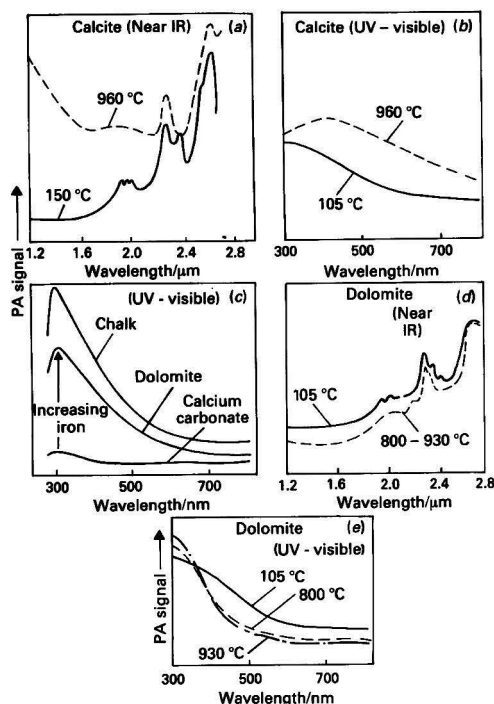 Calcite (Near IR) (a)
960 °C
150 °C
1.2 1.6 2.0 2.4 2.8
Wavelength/μm
Calcite (UV – visible) (b)
960 °C
105 °C
300 500 700
Wavelength/nm
PA signal
(UV - visible) (c)
Chalk
Dolomite
Increasing
iron
Calcium
carbonate
300 500 700
Wavelength/nm
Dolomite (d)
(Near
IR)
105 °C
800 – 930 °C
1.2 1.6 2.0 2.4 2.8
Wavelength/μm
Dolomite (e)
(UV - visible)
105 °C
800 °C
930 °C
PA signal
300 500 700
Wavelength/nm